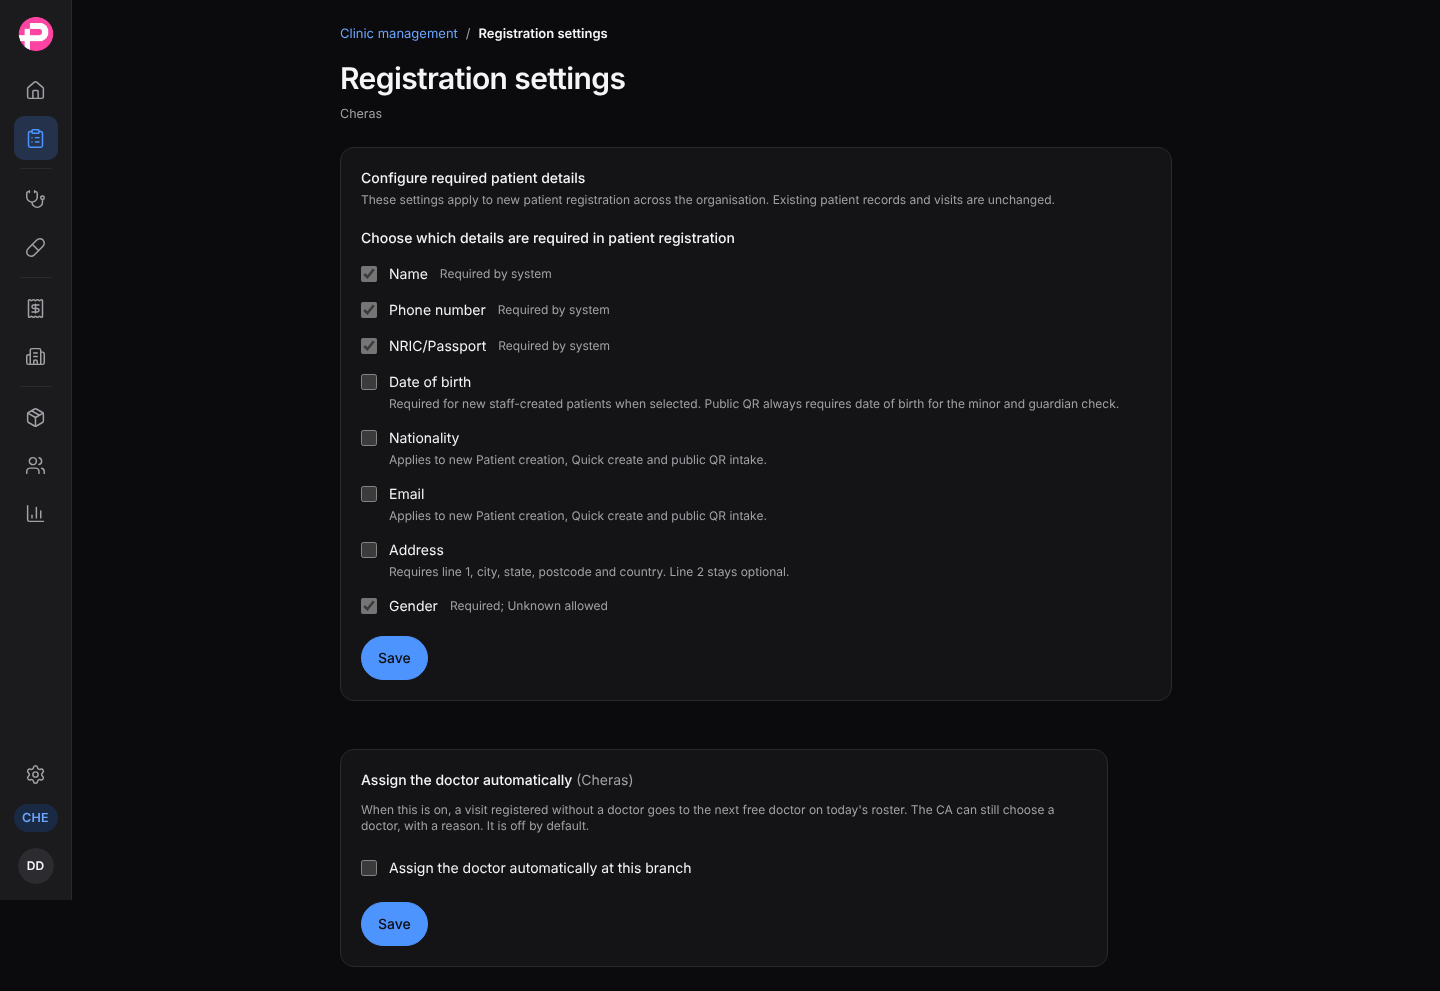 Clinic management / Registration settings
Registration settings
Cheras
Configure required patient details
These settings apply to new patient registration across the organisation. Existing patient records and visits are unchanged.
Choose which details are required in patient registration
Name Required by system
Phone number Required by system
NRIC/Passport Required by system
Date of birth
Required for new staff-created patients when selected. Public QR always requires date of birth for the minor and guardian check.
Nationality
Applies to new Patient creation, Quick create and public QR intake.
Email
Applies to new Patient creation, Quick create and public QR intake.
Address
Requires line 1, city, state, postcode and country. Line 2 stays optional.
Gender Required; Unknown allowed
Save
Assign the doctor automatically (Cheras)
When this is on, a visit registered without a doctor goes to the next free doctor on today's roster. The CA can still choose a
doctor, with a reason. It is off by default.
Assign the doctor automatically at this branch
Save
CHE
DD